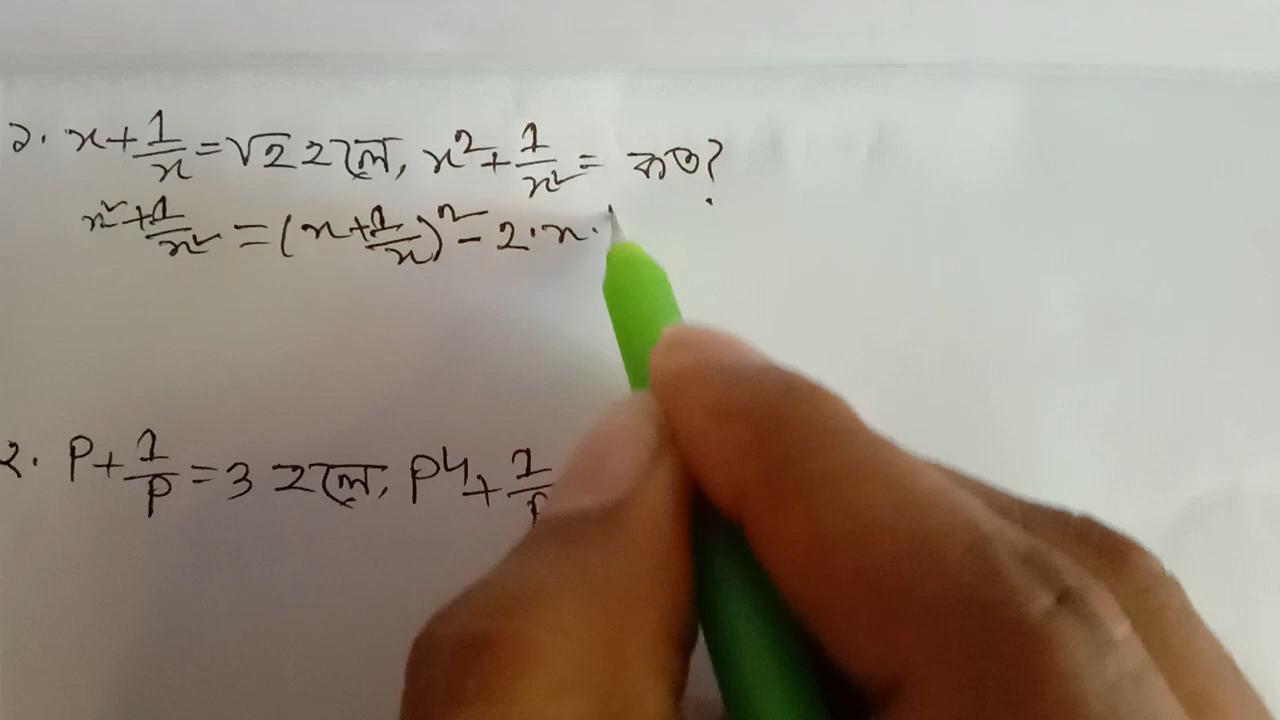 ১. x + 1/x = √2 হলে, x² + 1/x² = কত?
x² + 1/x² = (x + 1/x)² - 2·x·
২. P + 1/P = 3 হলে, P⁴ + 1/